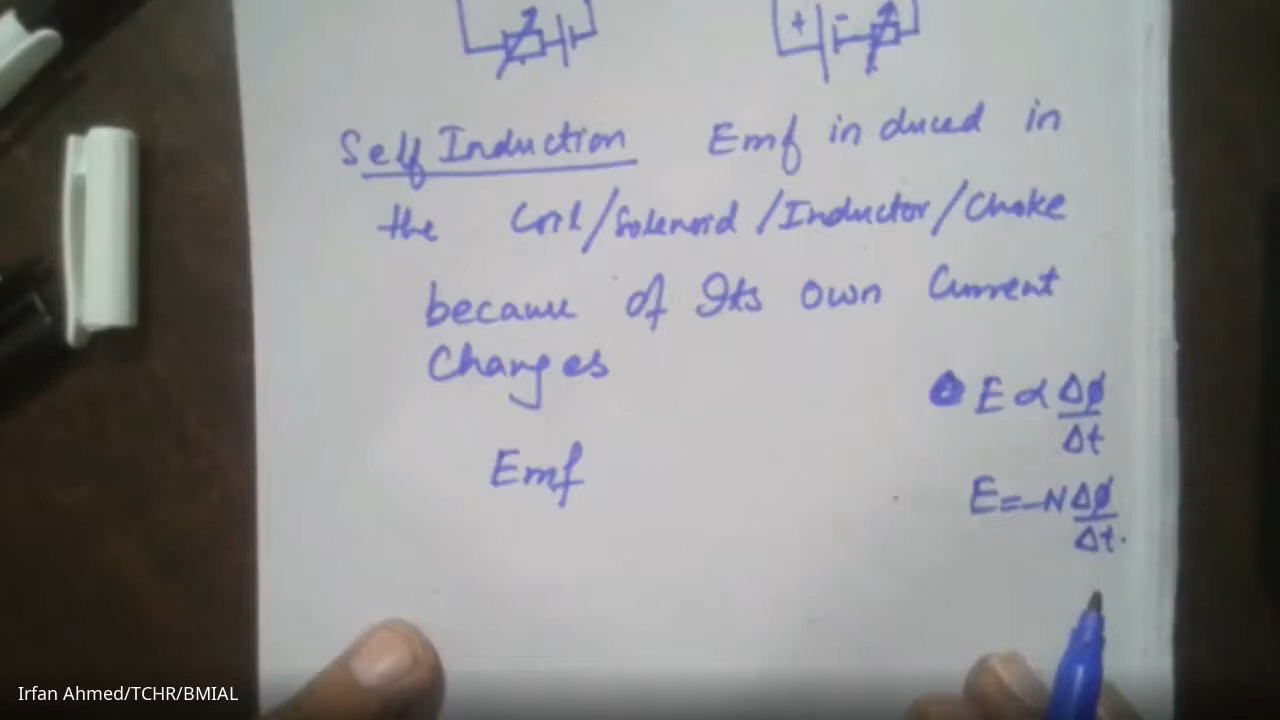 + -
Self Induction Emf induced in
the Coil/Solenoid/Inductor/Choke
because of Its own Current
Changes
E ∝ Δφ/Δt
Emf
E = -N Δφ/Δt.
Irfan Ahmed/TCHR/BMIAL